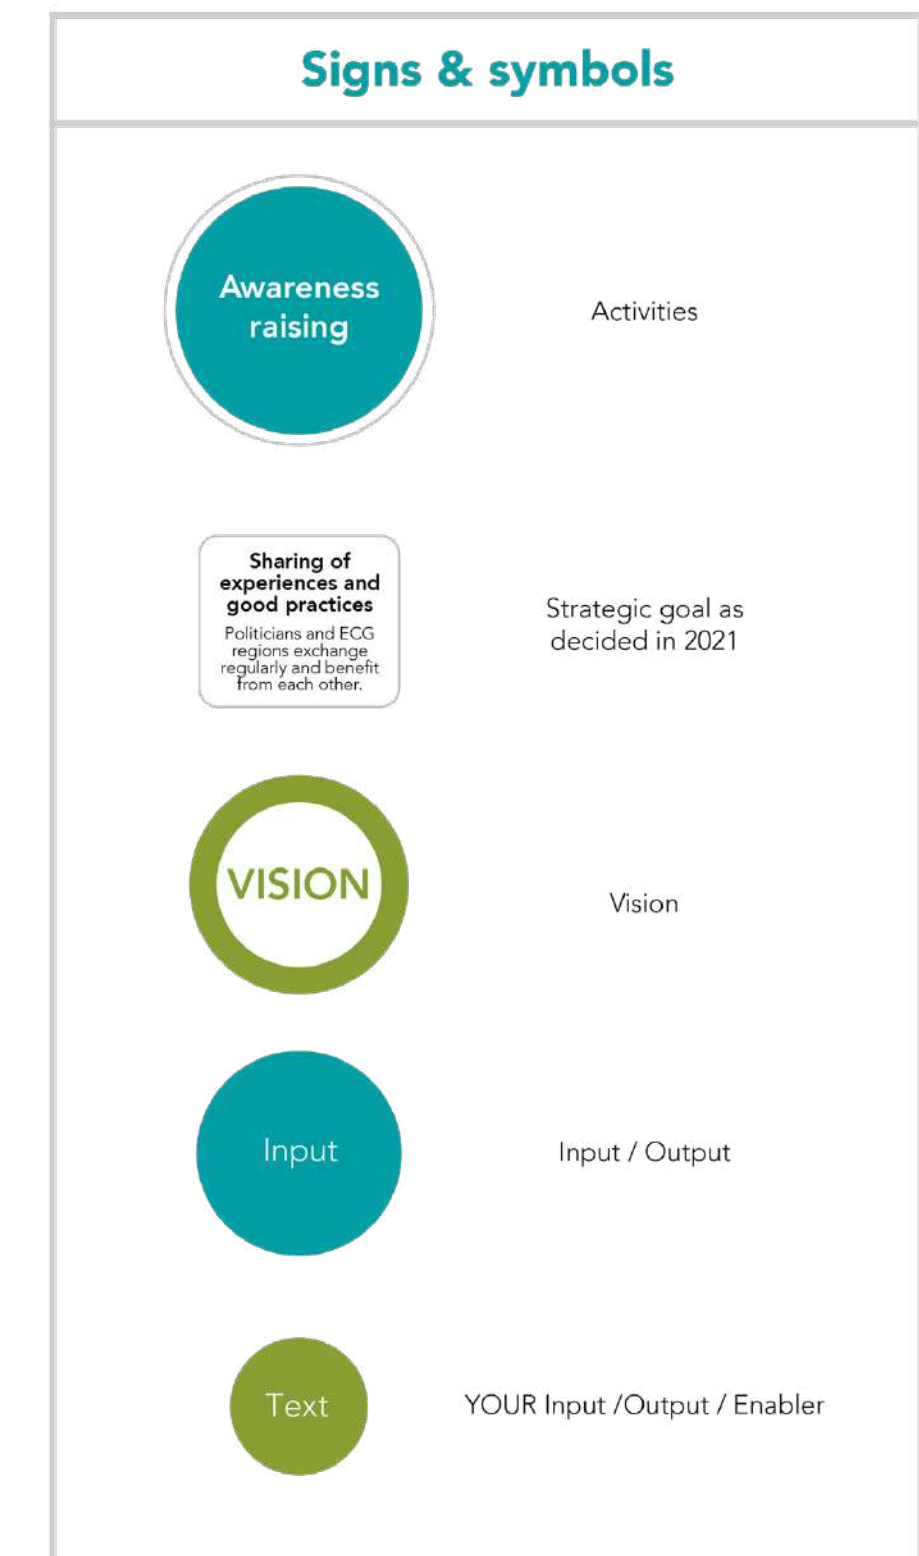 Signs & symbols
Awareness
raising
Activities
Sharing of
experiences and
good practices
Politicians and ECG
regions exchange
regularly and benefit
from each other.
Strategic goal as
decided in 2021
VISION
Vision
Input
Input / Output
Text
YOUR Input /Output / Enabler